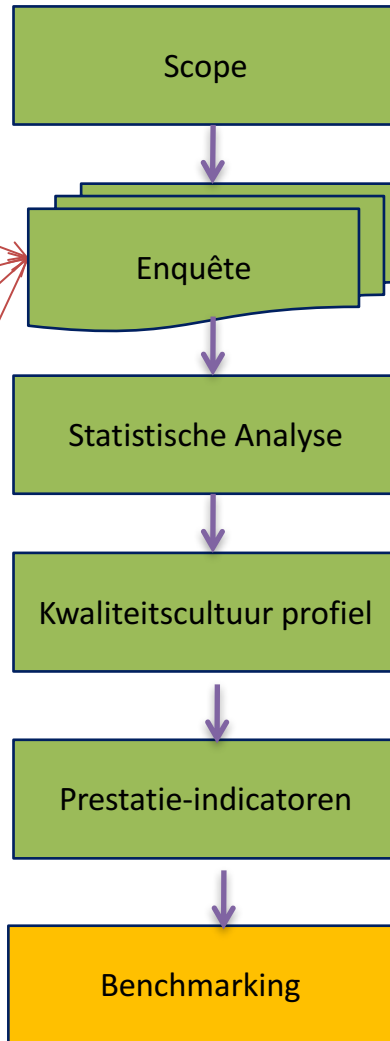 Scope
Enquête
Statistische Analyse
Kwaliteitscultuur profiel
Prestatie-indicatoren
Benchmarking